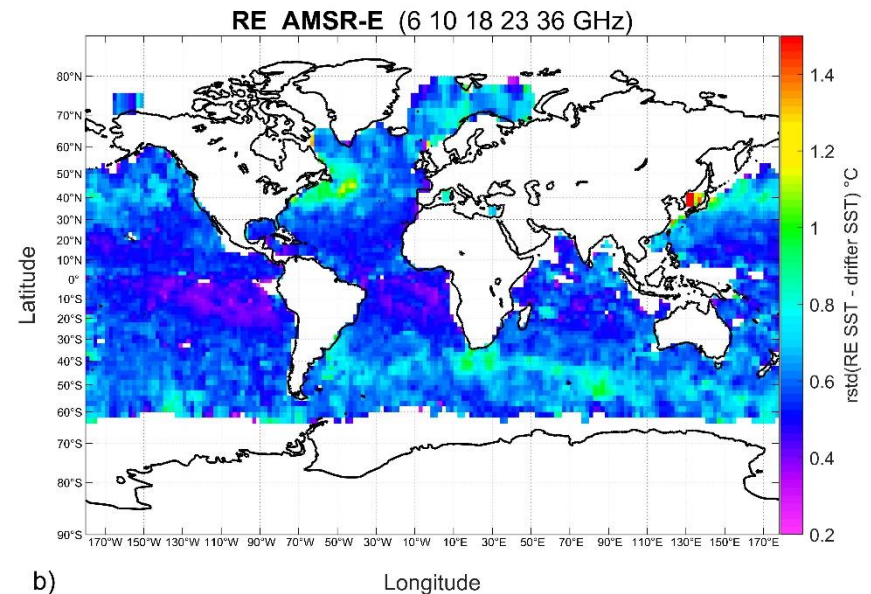 RE AMSR-E (6 10 18 23 36 GHz)
80°N
70°N
60°N
50°N
40°N
30°N
20°N
10°N
0°
10°S
20°S
30°S
40°S
50°S
60°S
70°S
80°S
90°S
Latitude
170°W 150°W 130°W 110°W 90°W 70°W 50°W 30°W 10°W 10°E 30°E 50°E 70°E 90°E 110°E 130°E 150°E 170°E
Longitude
1.4
1.2
1
0.8
0.6
0.4
0.2
rstd(RE SST - drifter SST) °C
b)